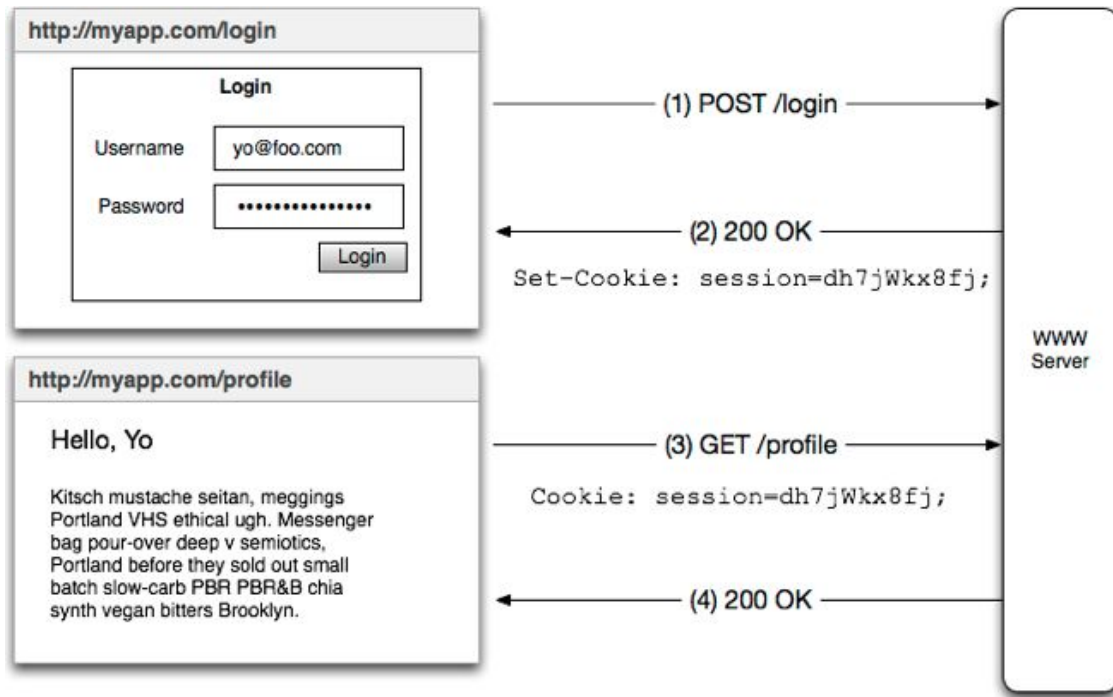 http://myapp.com/login
Login
Username
yo@foo.com
Password
•••••••••••••••
Login
(1) POST /login
(2) 200 OK
Set-Cookie: session=dh7jWkx8fj;
WWW
Server
http://myapp.com/profile
Hello, Yo
Kitsch mustache seitan, meggings
Portland VHS ethical ugh. Messenger
bag pour-over deep v semiotics,
Portland before they sold out small
batch slow-carb PBR PBR&B chia
synth vegan bitters Brooklyn.
(3) GET /profile
Cookie: session=dh7jWkx8fj;
(4) 200 OK